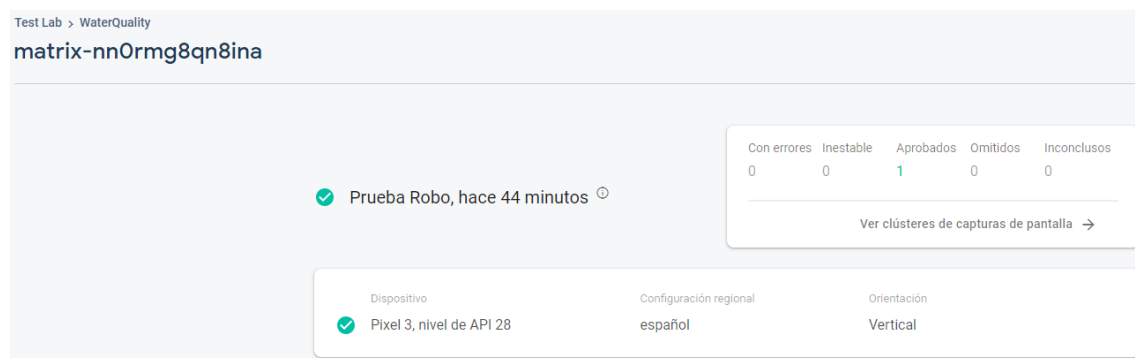 Test Lab > WaterQuality
matrix-nn0rmg8qn8ina
Con errores Inestable Aprobados Omitidos Inconclusos
0 0 1 0 0
Prueba Robo, hace 44 minutos
Ver clústeres de capturas de pantalla →
Dispositivo Configuración regional Orientación
Pixel 3, nivel de API 28 español Vertical